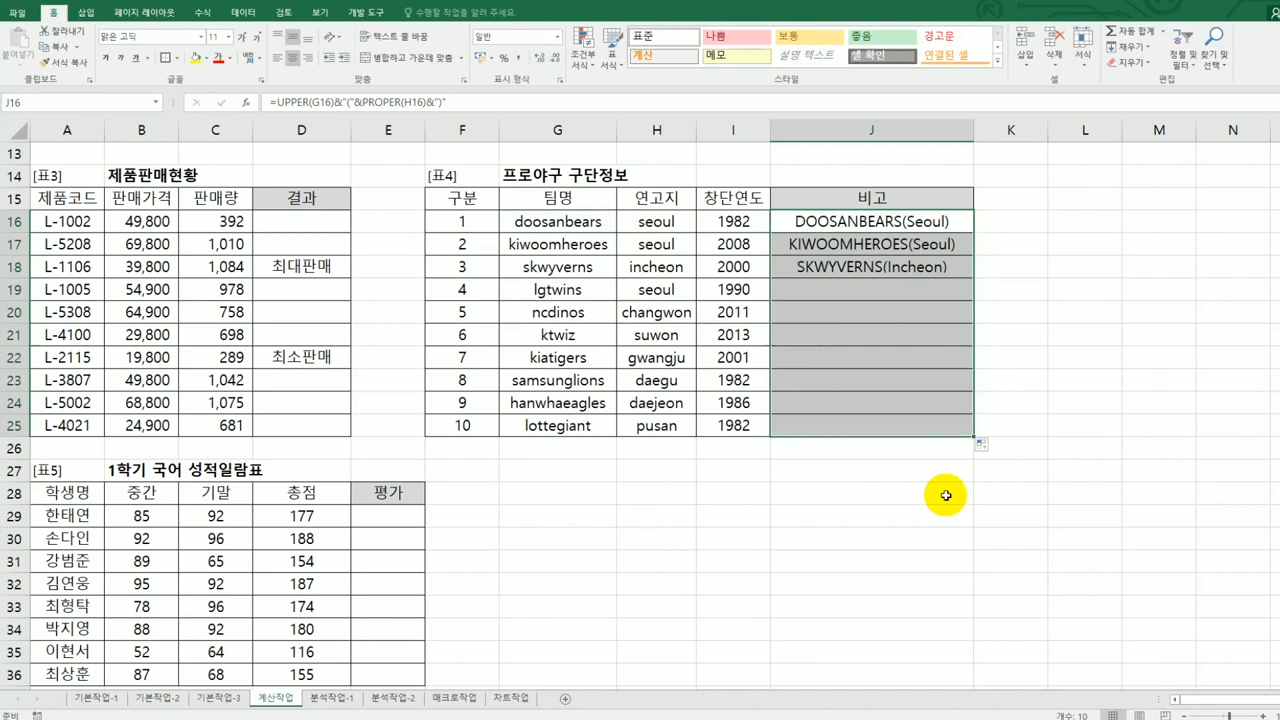 파일 홈 삽입 페이지 레이아웃 수식 데이터 검토 보기 개발 도구 수행할 작업을 알려 주세요.
잘라내기 맑은 고딕 11 텍스트 줄바꿈 일반 표준 나쁨 보통 좋음 경고문 자동 합계
붙여넣기 복사 조건부 서식 표 서식 삽입 삭제 서식 채우기 정렬 및 필터 찾기 및 선택
서식 복사 가 가 가 병합하고 가운데 맞춤 계산 메모 설명 텍스트 셀 확인 연결된 셀 지우기
클립보드 글꼴 맞춤 표시 형식 스타일 셀 편집
J16 fx =UPPER(G16)&"("&PROPER(H16)&")"
A B C D E F G H I J K L M N
13
14 [표3] 제품판매현황 [표4] 프로야구 구단정보
15 제품코드 판매가격 판매량 결과 구분 팀명 연고지 창단연도 비고
16 L-1002 49,800 392 1 doosanbears seoul 1982 DOOSANBEARS(Seoul)
17 L-5208 69,800 1,010 2 kiwoomheroes seoul 2008 KIWOOMHEROES(Seoul)
18 L-1106 39,800 1,084 최대판매 3 skwyverns incheon 2000 SKWYVERNS(Incheon)
19 L-1005 54,900 978 4 lgtwins seoul 1990
20 L-5308 64,900 758 5 ncdinos changwon 2011
21 L-4100 29,800 698 6 ktwiz suwon 2013
22 L-2115 19,800 289 최소판매 7 kiatigers gwangju 2001
23 L-3807 49,800 1,042 8 samsunglions daegu 1982
24 L-5002 68,800 1,075 9 hanwhaeagles daejeon 1986
25 L-4021 24,900 681 10 lottegiant pusan 1982
26
27 [표5] 1학기 국어 성적일람표
28 학생명 중간 기말 총점 평가
29 한태연 85 92 177
30 손다인 92 96 188
31 강범준 89 65 154
32 김연웅 95 92 187
33 최형탁 78 96 174
34 박지영 88 92 180
35 이현서 52 64 116
36 최상훈 87 68 155
기본작업-1 기본작업-2 기본작업-3 계산작업 분석작업-1 분석작업-2 매크로작업 차트작업
준비 개수: 10